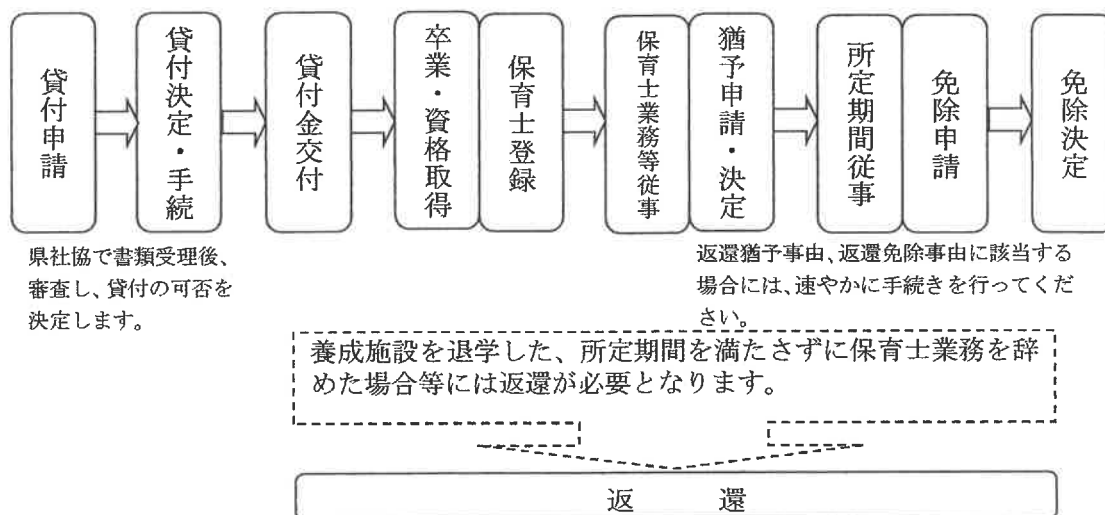 貸付申請
貸付決定・手続
貸付金交付
卒業・資格取得
保育士登録
保育士業務等従事
猶予申請・決定
所定期間従事
免除申請
免除決定
県社協で書類受理後、
審査し、貸付の可否を
決定します。
返還猶予事由、返還免除事由に該当する
場合には、速やかに手続きを行ってくだ
さい。
養成施設を退学した、所定期間を満たさずに保育士業務を辞
めた場合等には返還が必要となります。
返　還